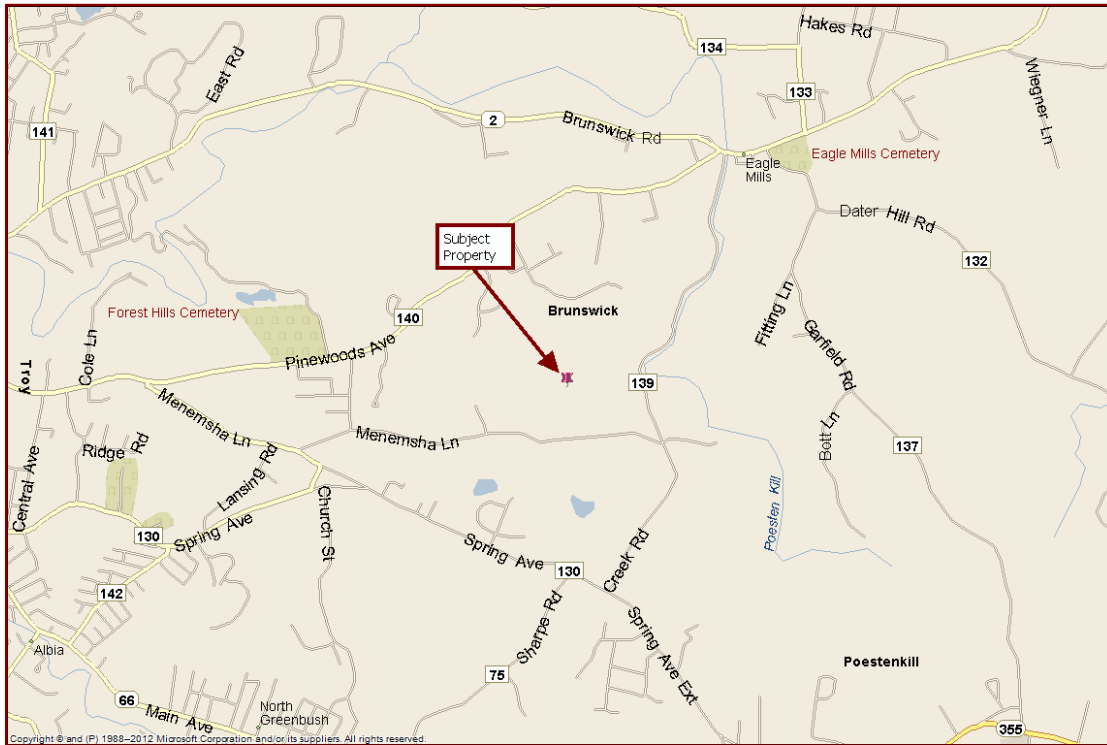 Hakes Rd
134
Wiegner Ln
East Rd
133
141
2
Brunswick Rd
Eagle Mills Cemetery
Eagle
Mills
Dater Hill Rd
Subject
Property
132
Brunswick
Forest Hills Cemetery
140
Fitting Ln
Garfield Rd
Pinewoods Ave
Cole Ln
Troy
139
Menemsha Ln
Menemsha Ln
Bott Ln
137
Ridge Rd
Central Ave
Lansing Rd
Church St
Poesten Kill
130
Spring Ave
Spring Ave
130
Creek Rd
142
Sharpe Rd
Spring Ave Ext
Albia
Poestenkill
75
66
Main Ave
North
Greenbush
355
Copyright © and (P) 1988–2012 Microsoft Corporation and/or its suppliers. All rights reserved.